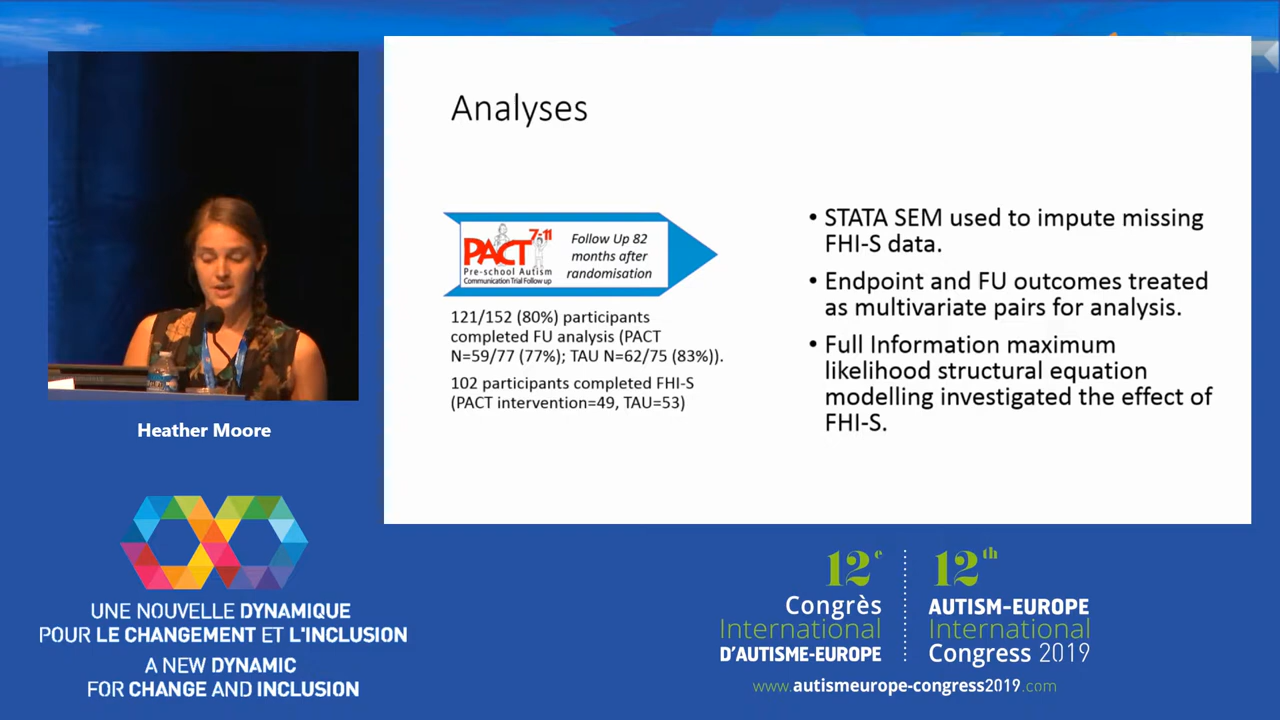 Analyses
PACT 7-11
Pre-school Autism
Communication Trial Follow up
Follow Up 82
months after
randomisation
121/152 (80%) participants
completed FU analysis (PACT
N=59/77 (77%); TAU N=62/75 (83%)).
102 participants completed FHI-S
(PACT intervention=49, TAU=53)
• STATA SEM used to impute missing
FHI-S data.
• Endpoint and FU outcomes treated
as multivariate pairs for analysis.
• Full Information maximum
likelihood structural equation
modelling investigated the effect of
FHI-S.
Heather Moore
UNE NOUVELLE DYNAMIQUE
POUR LE CHANGEMENT ET L'INCLUSION
A NEW DYNAMIC
FOR CHANGE AND INCLUSION
12e
Congrès
International
D'AUTISME-EUROPE
12th
AUTISM-EUROPE
International
Congress 2019
www.autismeurope-congress2019.com